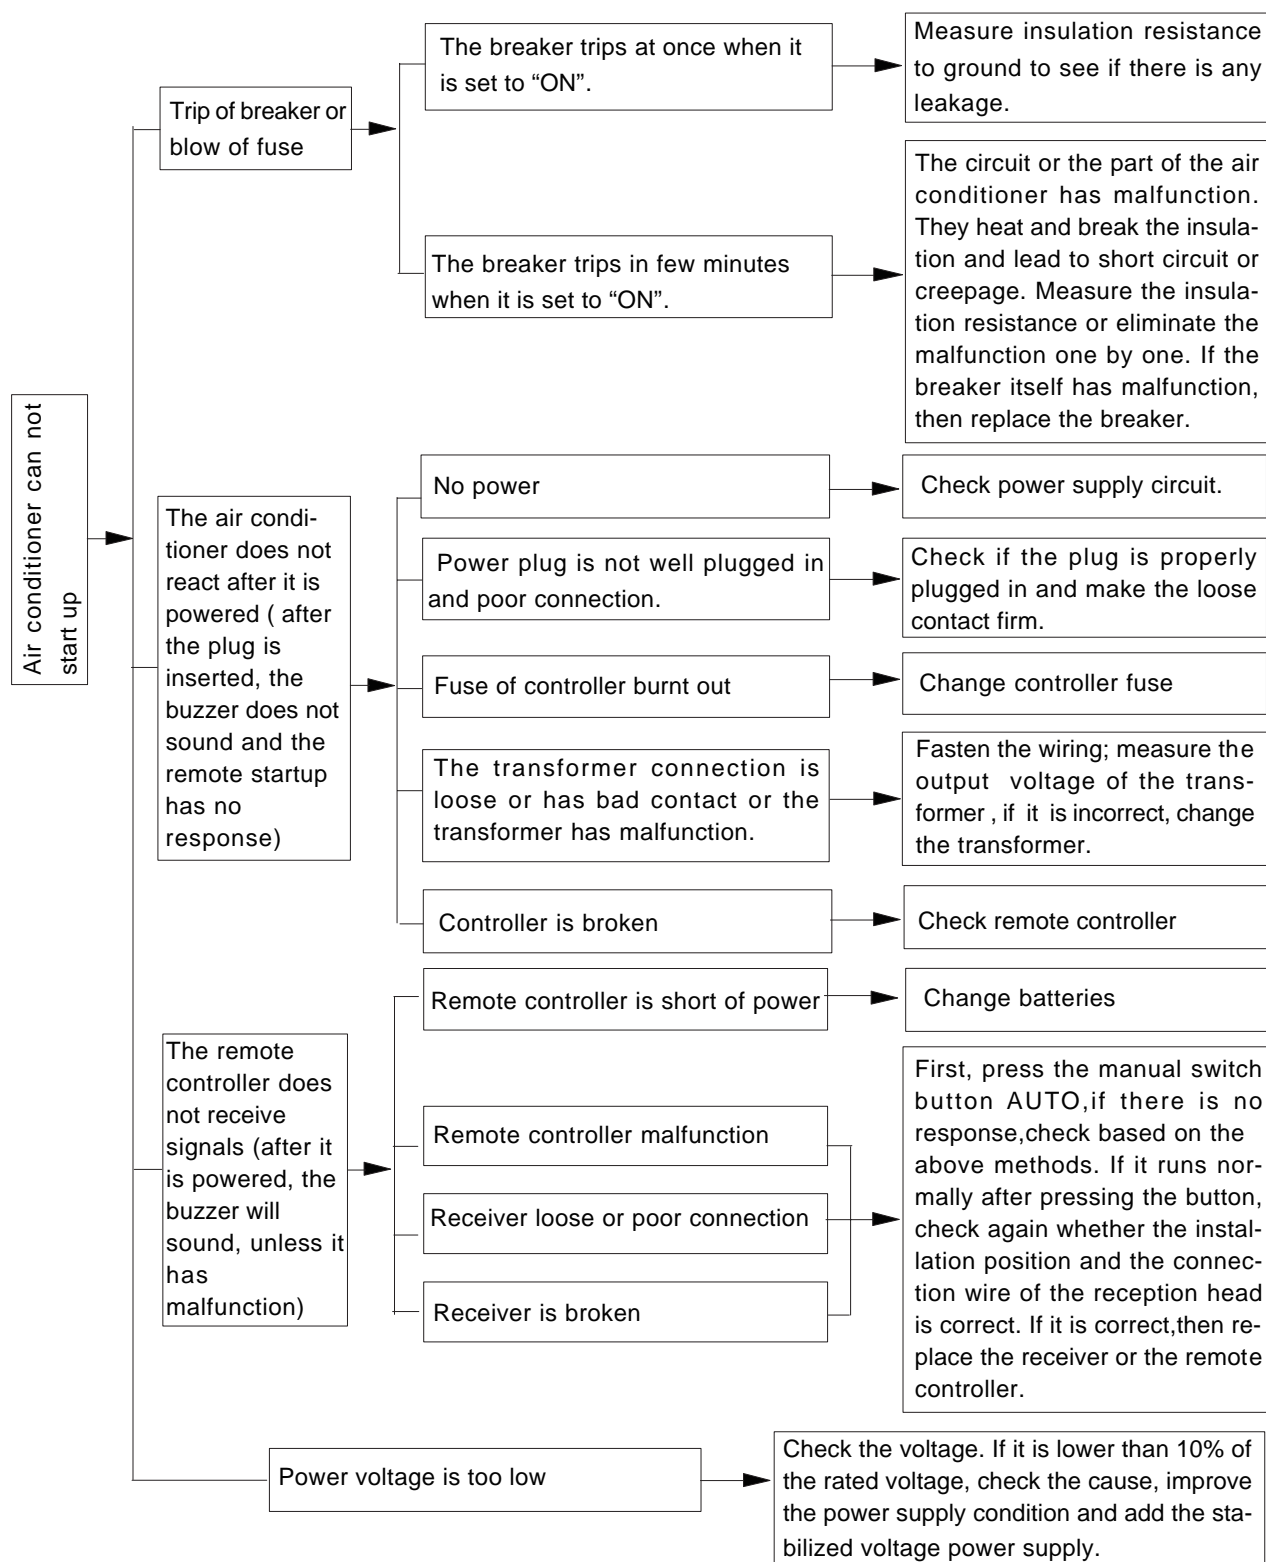 Air conditioner can not
start up
Trip of breaker or
blow of fuse
The breaker trips at once when it
is set to “ON”.
Measure insulation resistance
to ground to see if there is any
leakage.
The breaker trips in few minutes
when it is set to “ON”.
The circuit or the part of the air
conditioner has malfunction.
They heat and break the insula-
tion and lead to short circuit or
creepage. Measure the insula-
tion resistance or eliminate the
malfunction one by one. If the
breaker itself has malfunction,
then replace the breaker.
The air condi-
tioner does not
react after it is
powered ( after
the plug is
inserted, the
buzzer does not
sound and the
remote startup
has no
response)
No power
Check power supply circuit.
Power plug is not well plugged in
and poor connection.
Check if the plug is properly
plugged in and make the loose
contact firm.
Fuse of controller burnt out
Change controller fuse
The transformer connection is
loose or has bad contact or the
transformer has malfunction.
Fasten the wiring; measure the
output voltage of the trans-
former , if it is incorrect, change
the transformer.
Controller is broken
Check remote controller
The remote
controller does
not receive
signals (after it
is powered, the
buzzer will
sound, unless it
has
malfunction)
Remote controller is short of power
Change batteries
Remote controller malfunction
Receiver loose or poor connection
Receiver is broken
First, press the manual switch
button AUTO,if there is no
response,check based on the
above methods. If it runs nor-
mally after pressing the button,
check again whether the instal-
lation position and the connec-
tion wire of the reception head
is correct. If it is correct,then re-
place the receiver or the remote
controller.
Power voltage is too low
Check the voltage. If it is lower than 10% of
the rated voltage, check the cause, improve
the power supply condition and add the sta-
bilized voltage power supply.